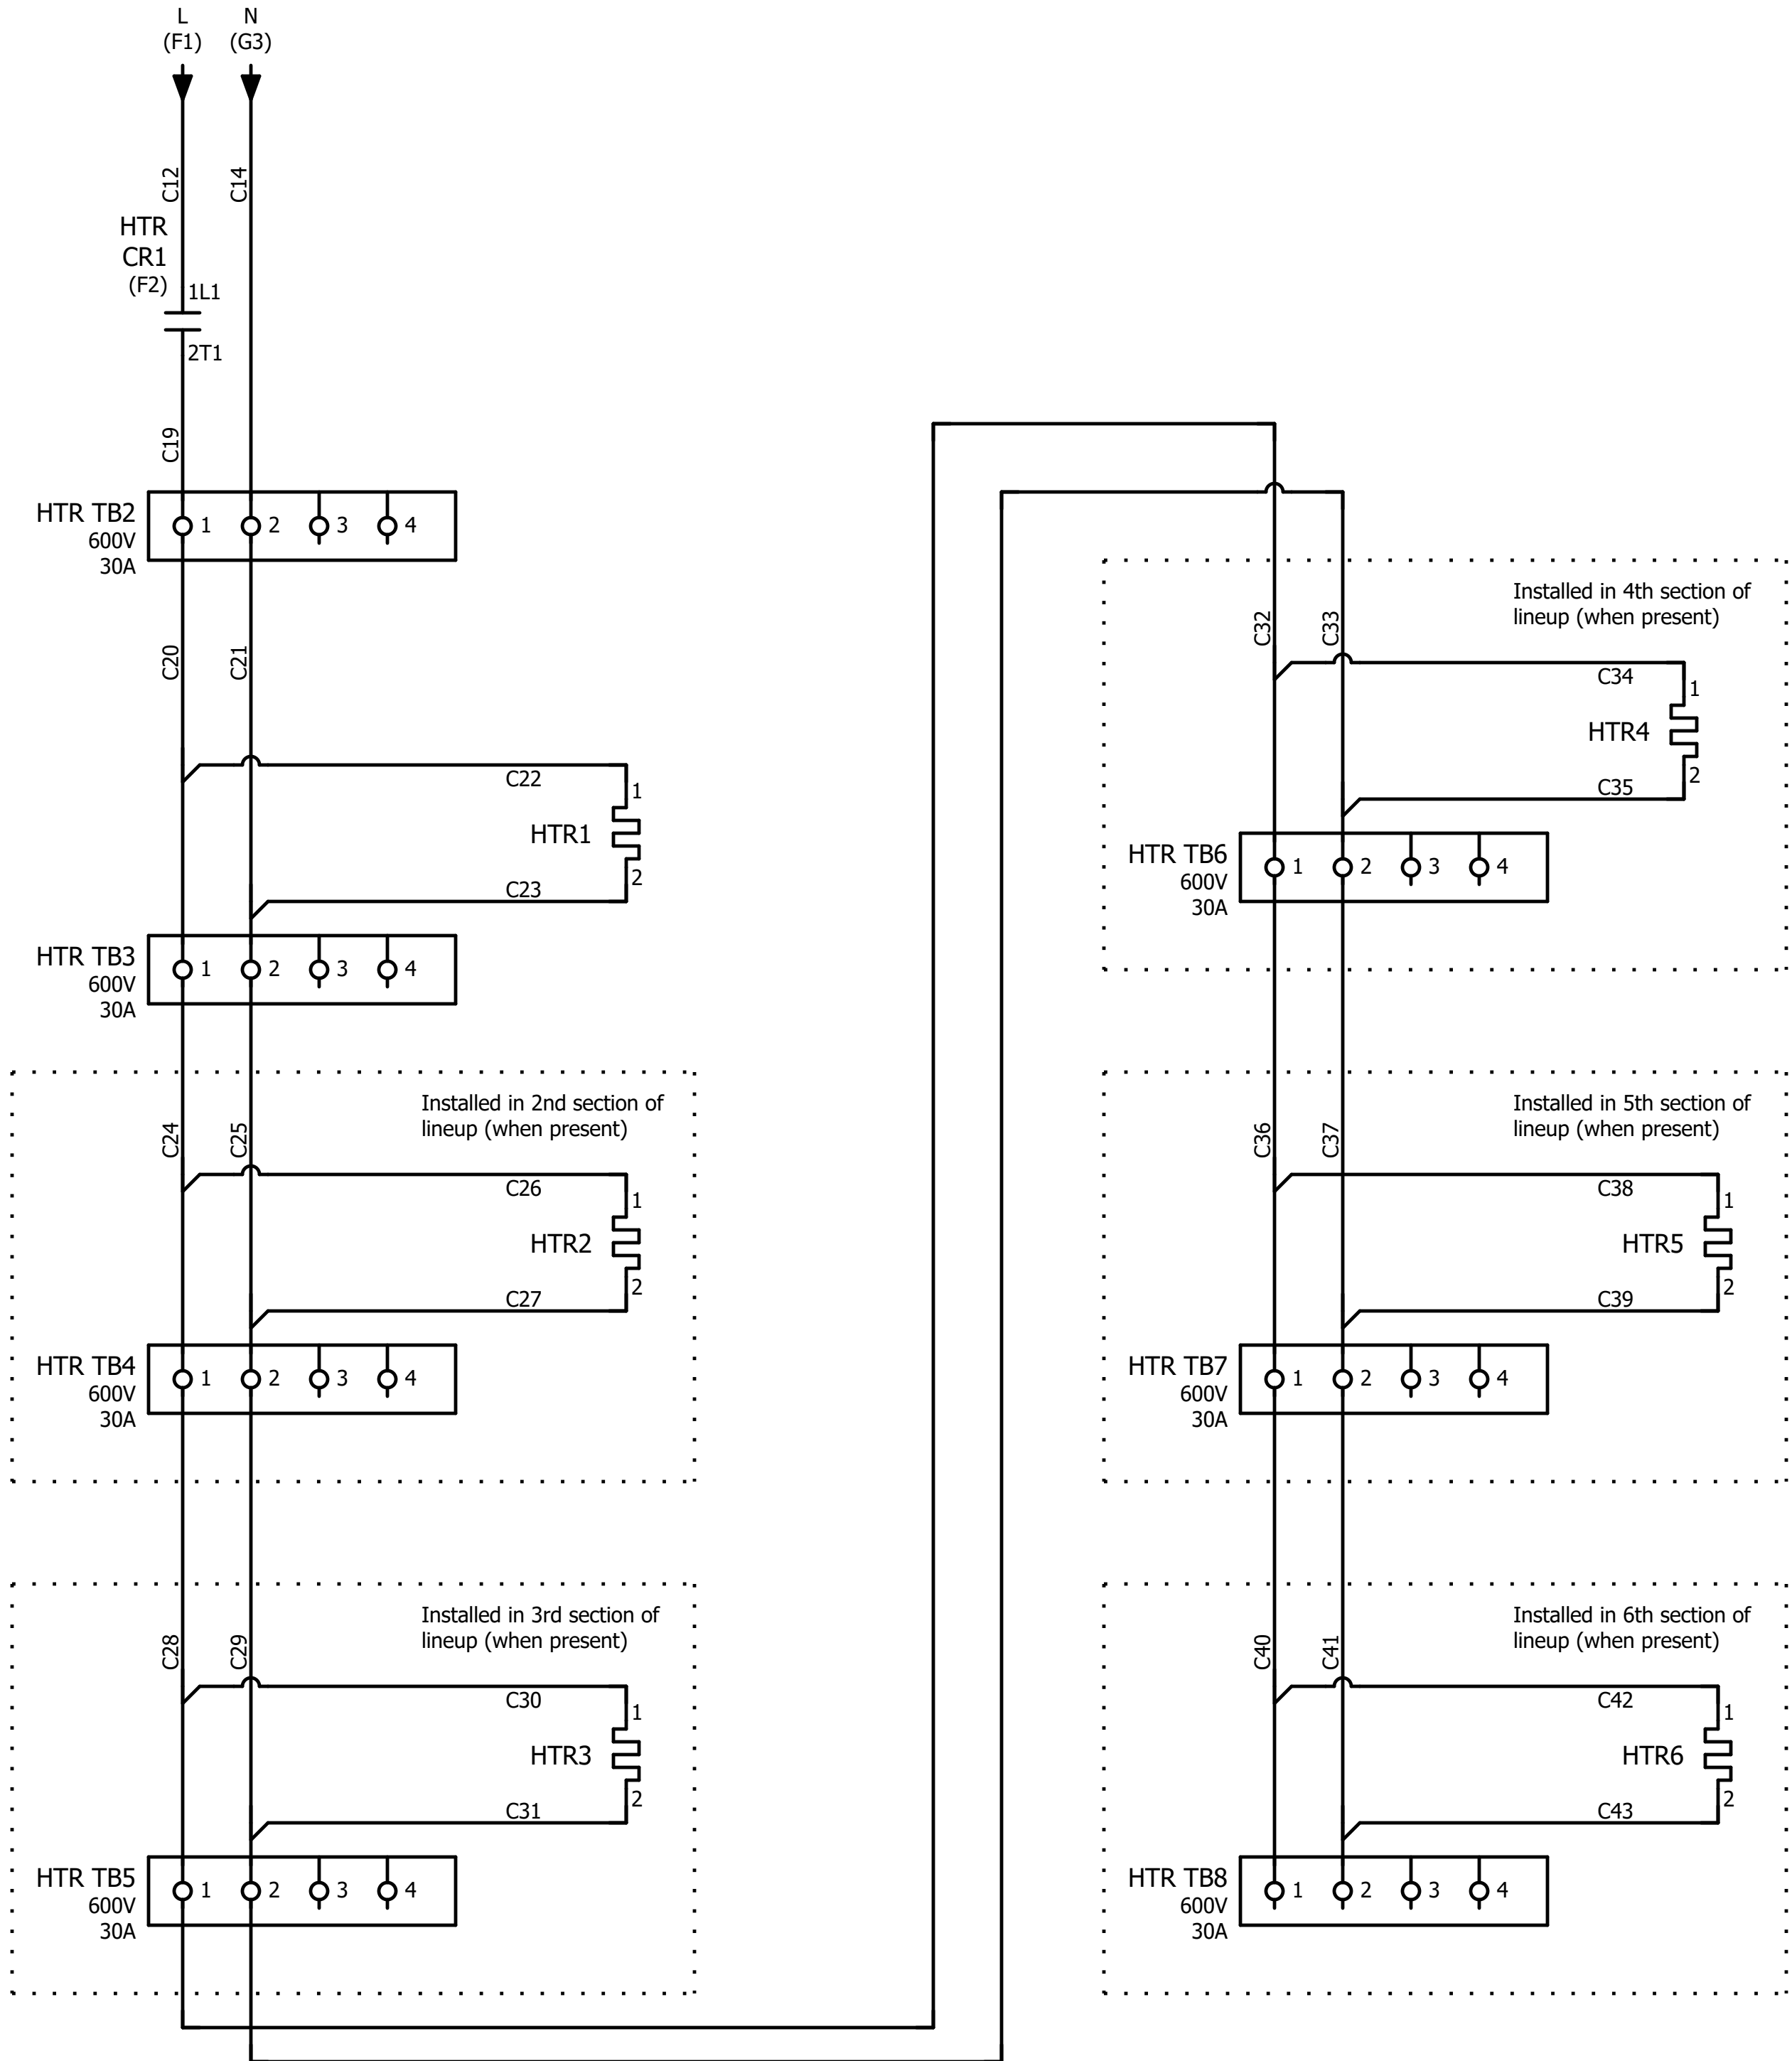 L
(F1)
N
(G3)
C12
C14
HTR
CR1
(F2)
1L1
2T1
C19
HTR TB2
600V
30A
1
2
3
4
C20
C21
C22
1
HTR1
2
C23
HTR TB3
600V
30A
1
2
3
4
Installed in 2nd section of
lineup (when present)
C24
C25
C26
1
HTR2
2
C27
HTR TB4
600V
30A
1
2
3
4
Installed in 3rd section of
lineup (when present)
C28
C29
C30
1
HTR3
2
C31
HTR TB5
600V
30A
1
2
3
4
Installed in 4th section of
lineup (when present)
C32
C33
C34
1
HTR4
2
C35
HTR TB6
600V
30A
1
2
3
4
Installed in 5th section of
lineup (when present)
C36
C37
C38
1
HTR5
2
C39
HTR TB7
600V
30A
1
2
3
4
Installed in 6th section of
lineup (when present)
C40
C41
C42
1
HTR6
2
C43
HTR TB8
600V
30A
1
2
3
4